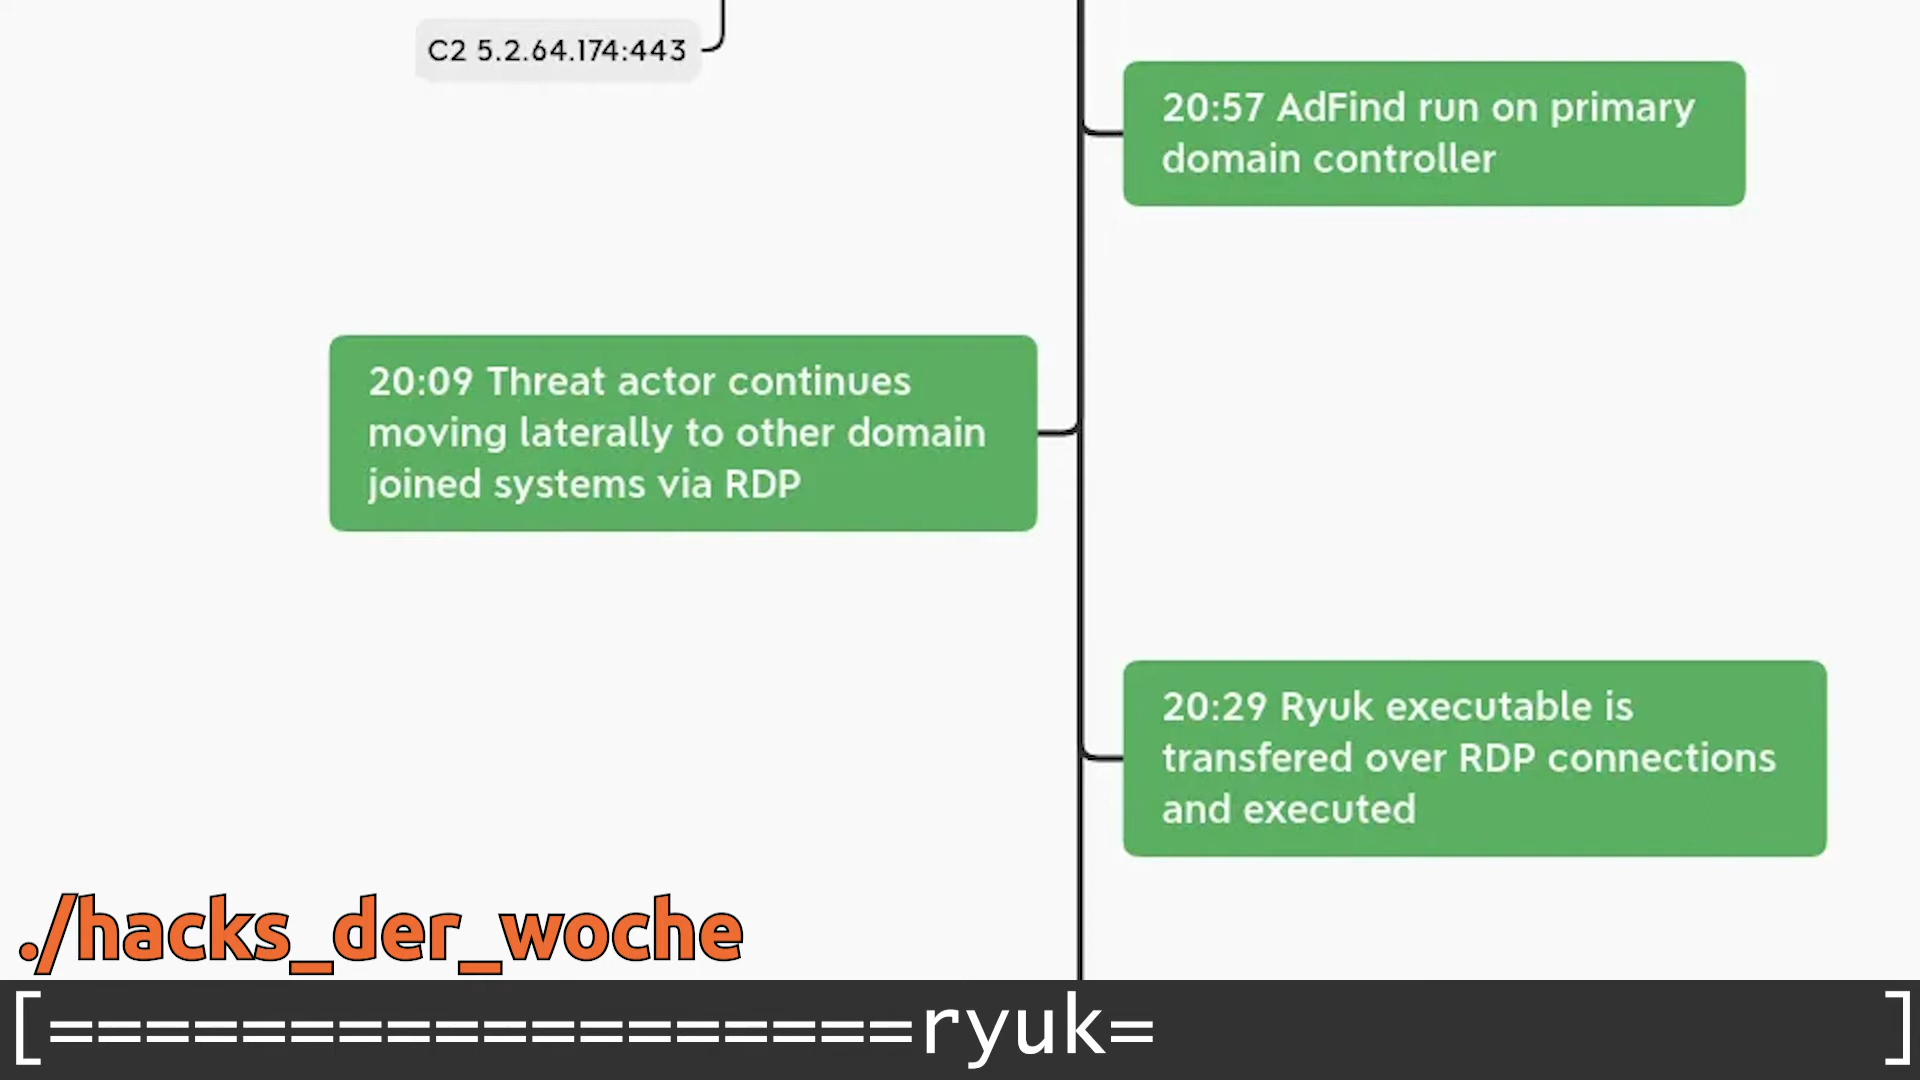 C2 5.2.64.174:443
20:57 AdFind run on primary
domain controller
20:09 Threat actor continues
moving laterally to other domain
joined systems via RDP
20:29 Ryuk executable is
transfered over RDP connections
and executed
./hacks_der_woche
[===================ryuk= ]